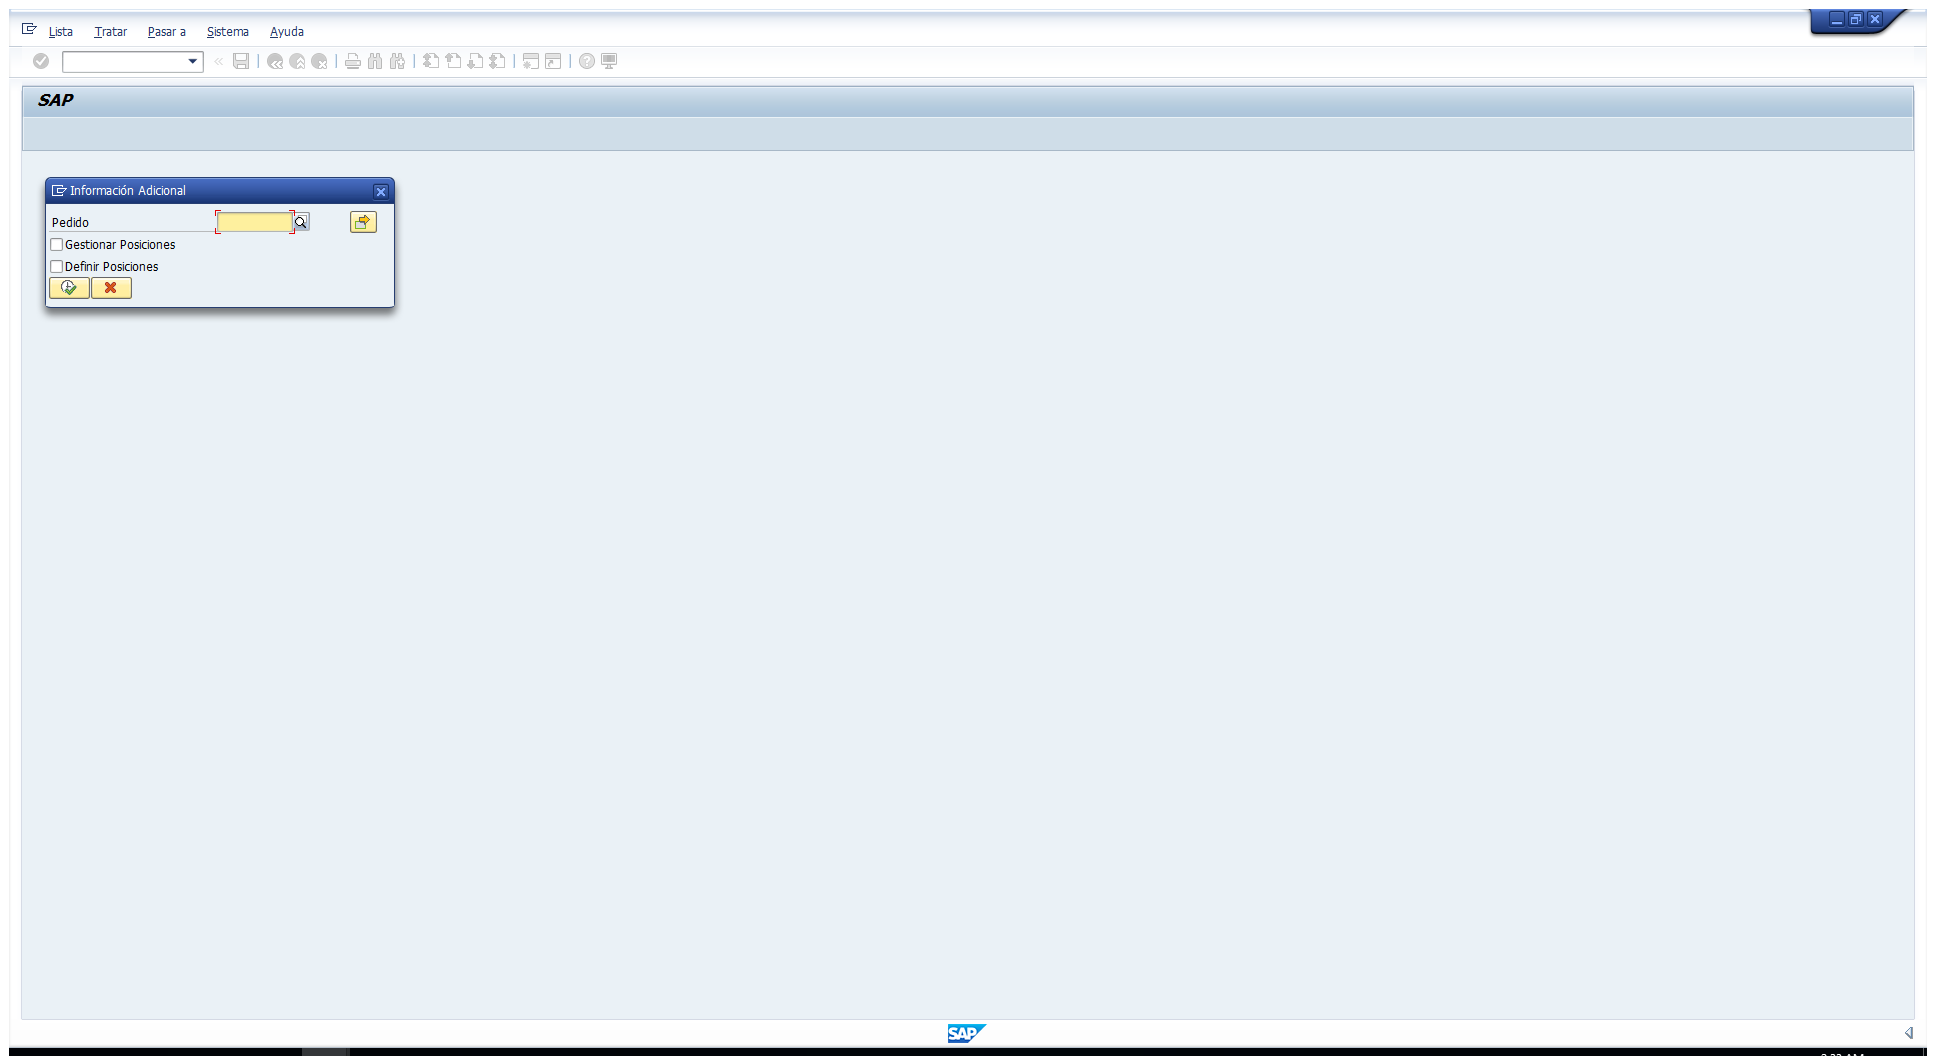 Lista Tratar Pasar a Sistema Ayuda
SAP
Información Adicional
Pedido
Gestionar Posiciones
Definir Posiciones
SAP